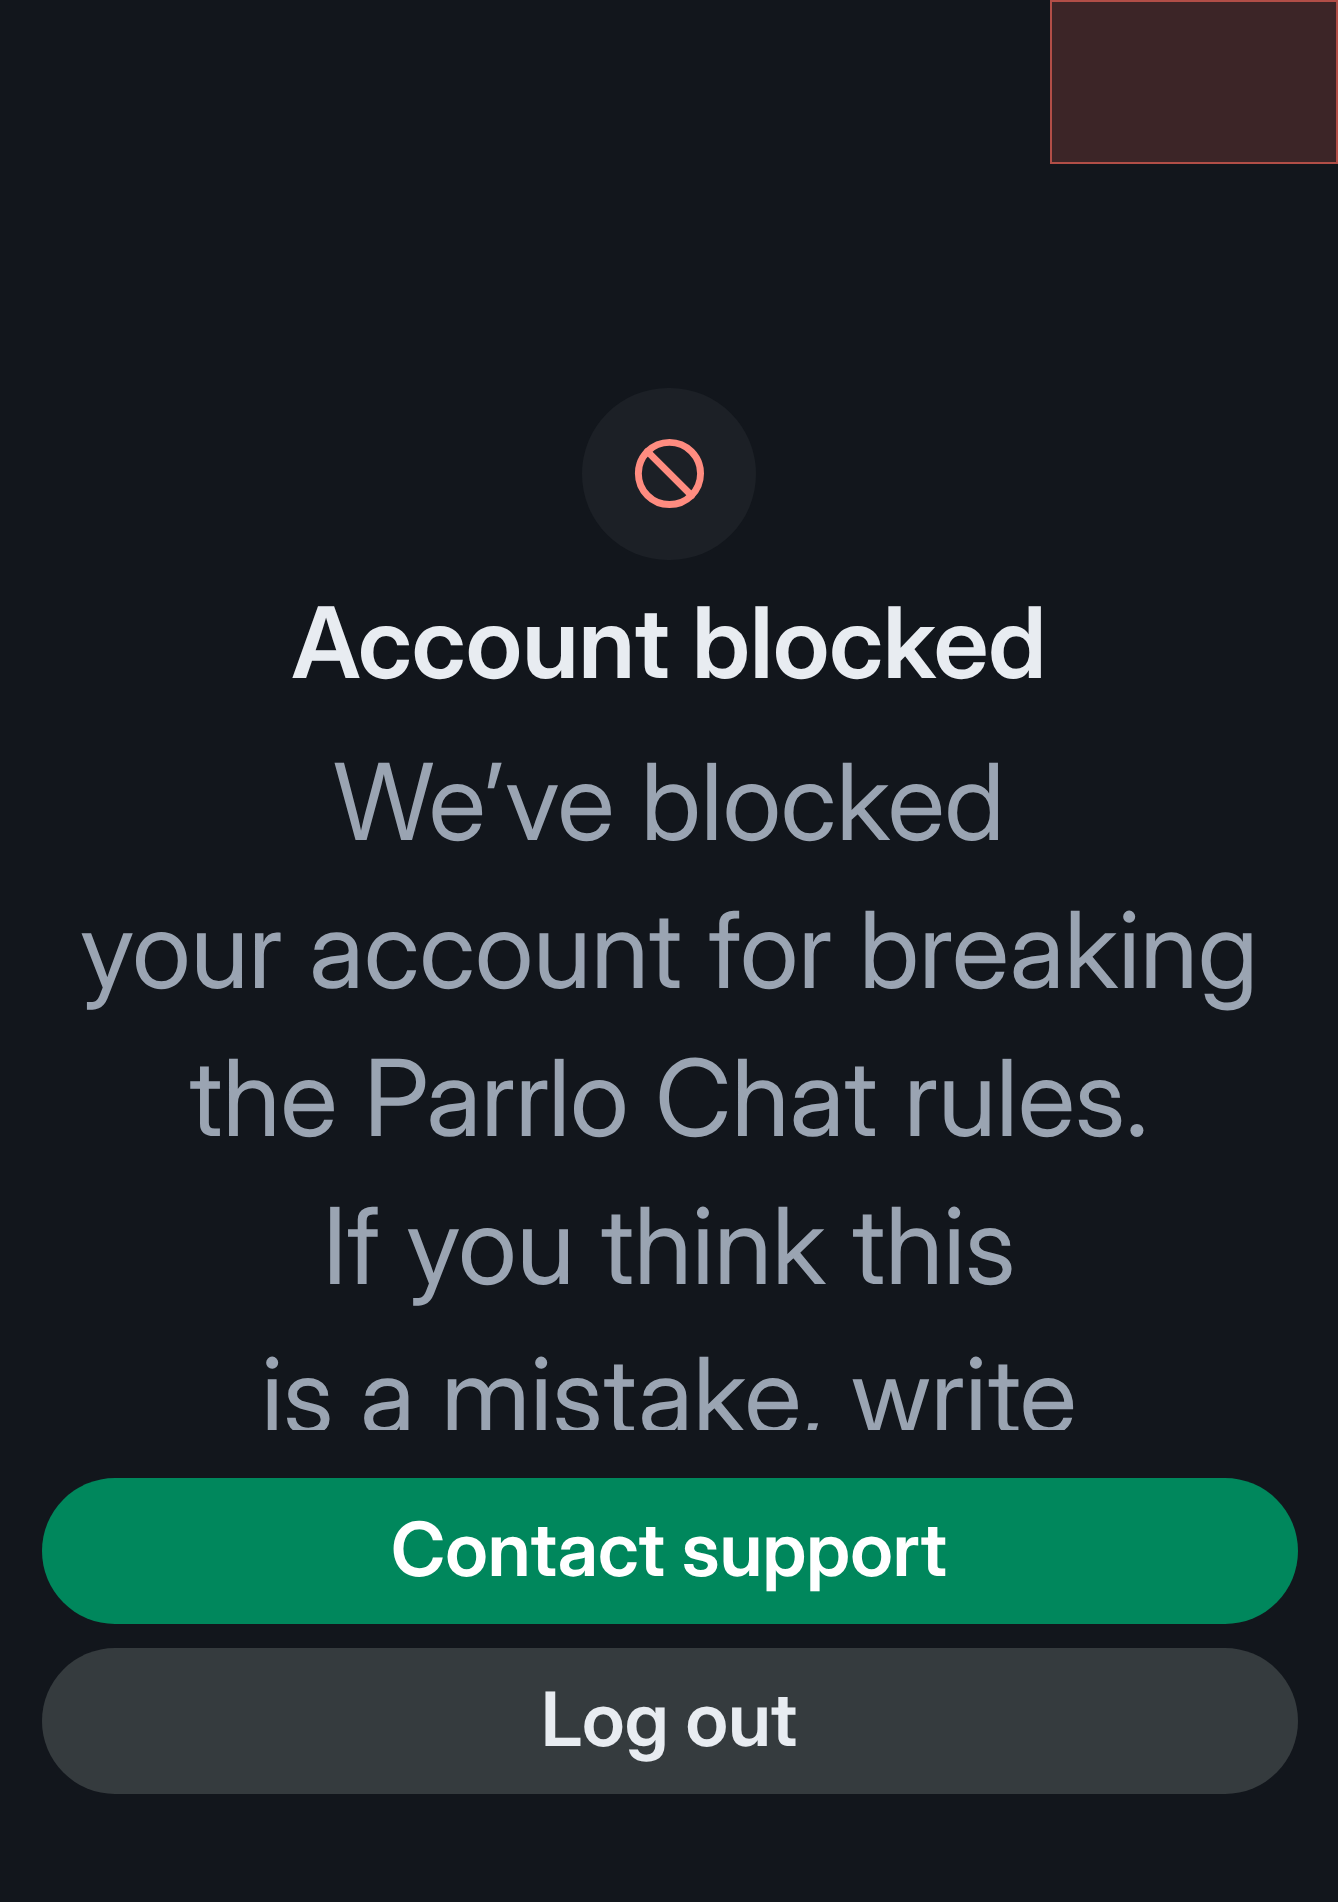 Account blocked
We’ve blocked
your account for breaking
the Parrlo Chat rules.
If you think this
is a mistake, write
Contact support
Log out